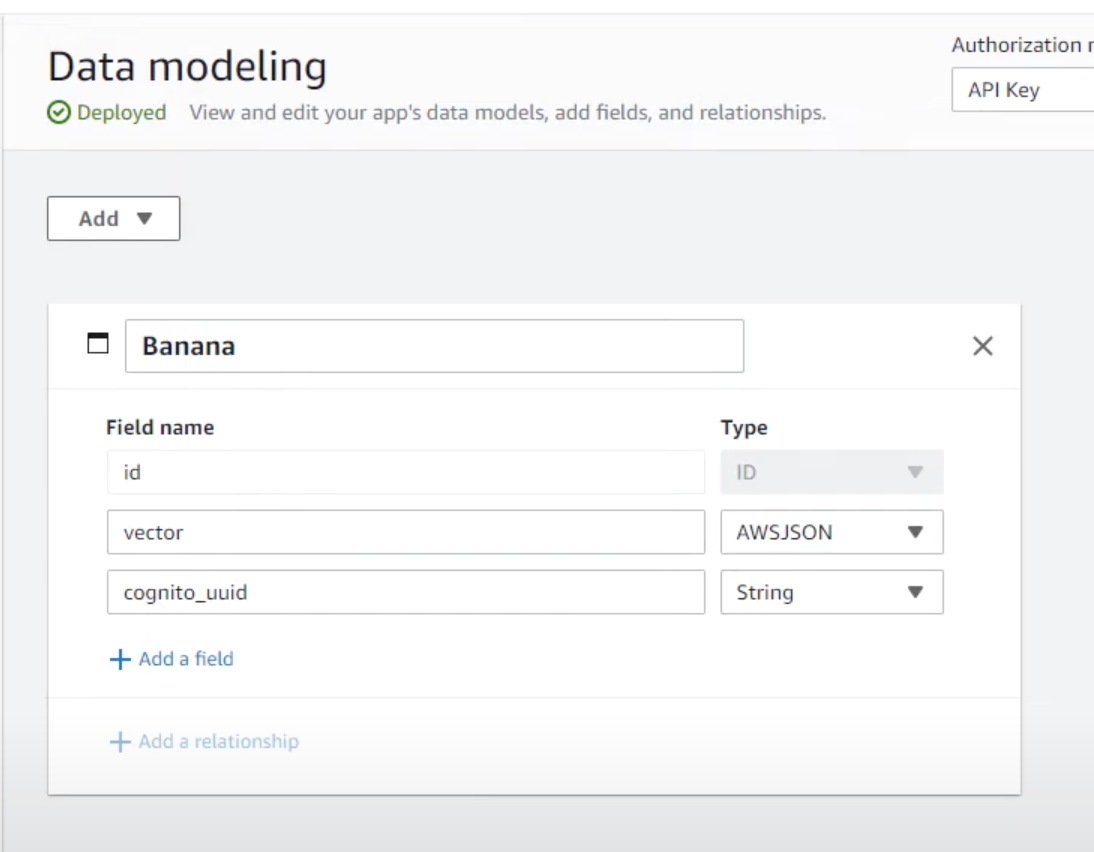 Data modeling
Authorization
Deployed View and edit your app's data models, add fields, and relationships.
API Key
Add
Banana
Field name Type
id ID
vector AWSJSON
cognito_uuid String
+ Add a field
+ Add a relationship